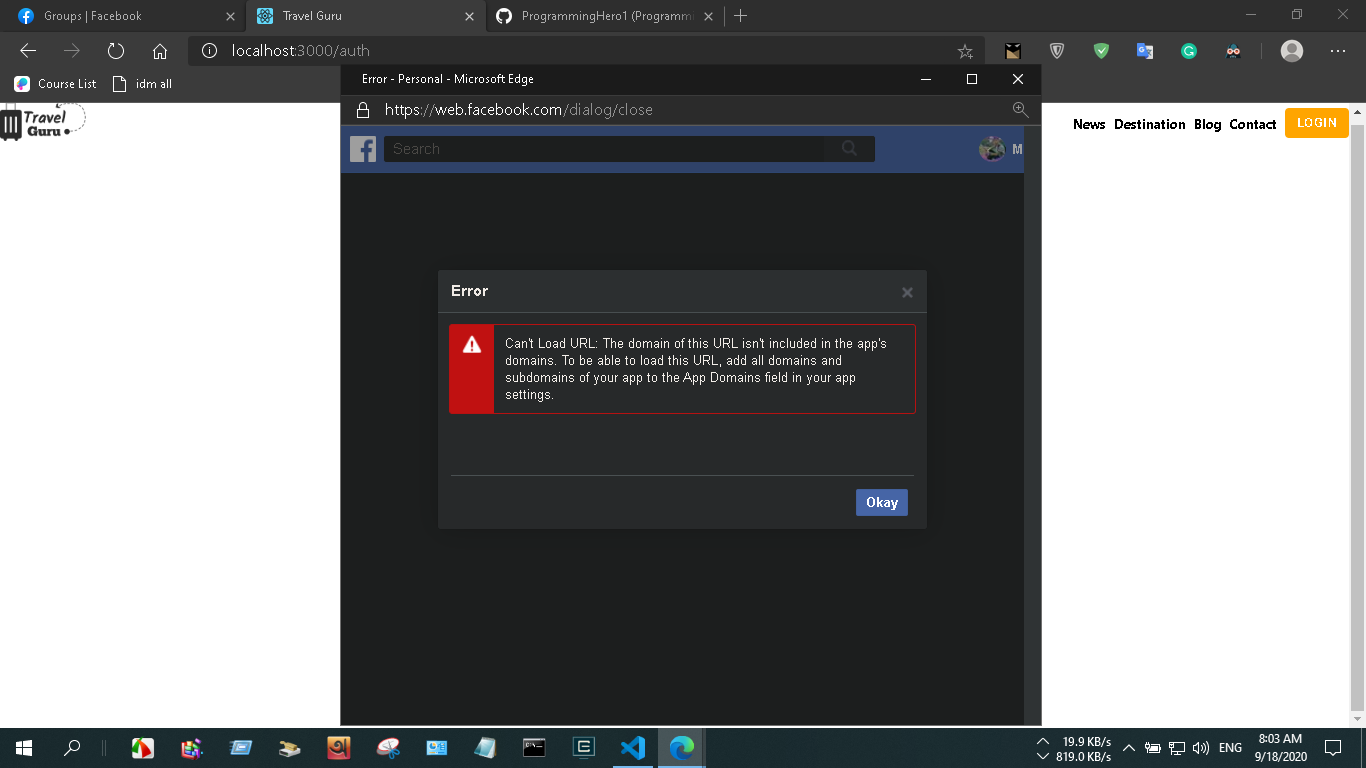 Groups | Facebook
Travel Guru
ProgrammingHero1 (Programmi
localhost:3000/auth
Course List
idm all
Error - Personal - Microsoft Edge
https://web.facebook.com/dialog/close
Travel
Guru
News Destination Blog Contact LOGIN
Search
M
Error
Can't Load URL: The domain of this URL isn't included in the app's
domains. To be able to load this URL, add all domains and
subdomains of your app to the App Domains field in your app
settings.
Okay
19.9 KB/s
819.0 KB/s
ENG
8:03 AM
9/18/2020